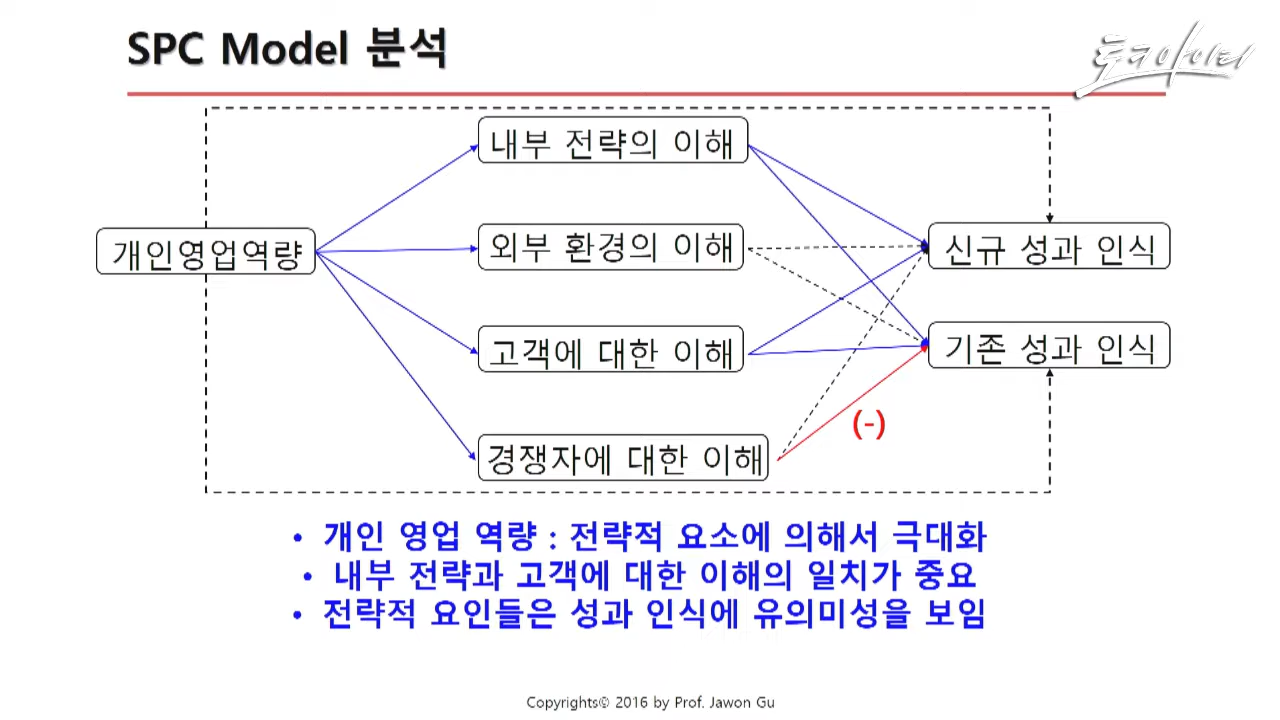 SPC Model 분석
토크아이티
내부 전략의 이해
개인영업역량
외부 환경의 이해
신규 성과 인식
고객에 대한 이해
기존 성과 인식
(-)
경쟁자에 대한 이해
• 개인 영업 역량 : 전략적 요소에 의해서 극대화
• 내부 전략과 고객에 대한 이해의 일치가 중요
• 전략적 요인들은 성과 인식에 유의미성을 보임
Copyrights© 2016 by Prof. Jawon Gu